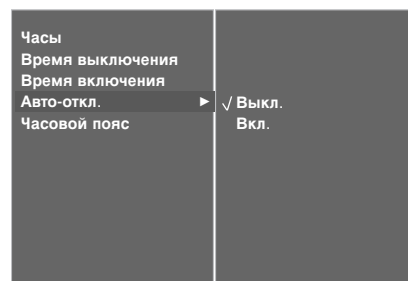 Часы
Время выключения
Время включения
Авто-откл. ► √ Выкл.
Часовой пояс Вкл.